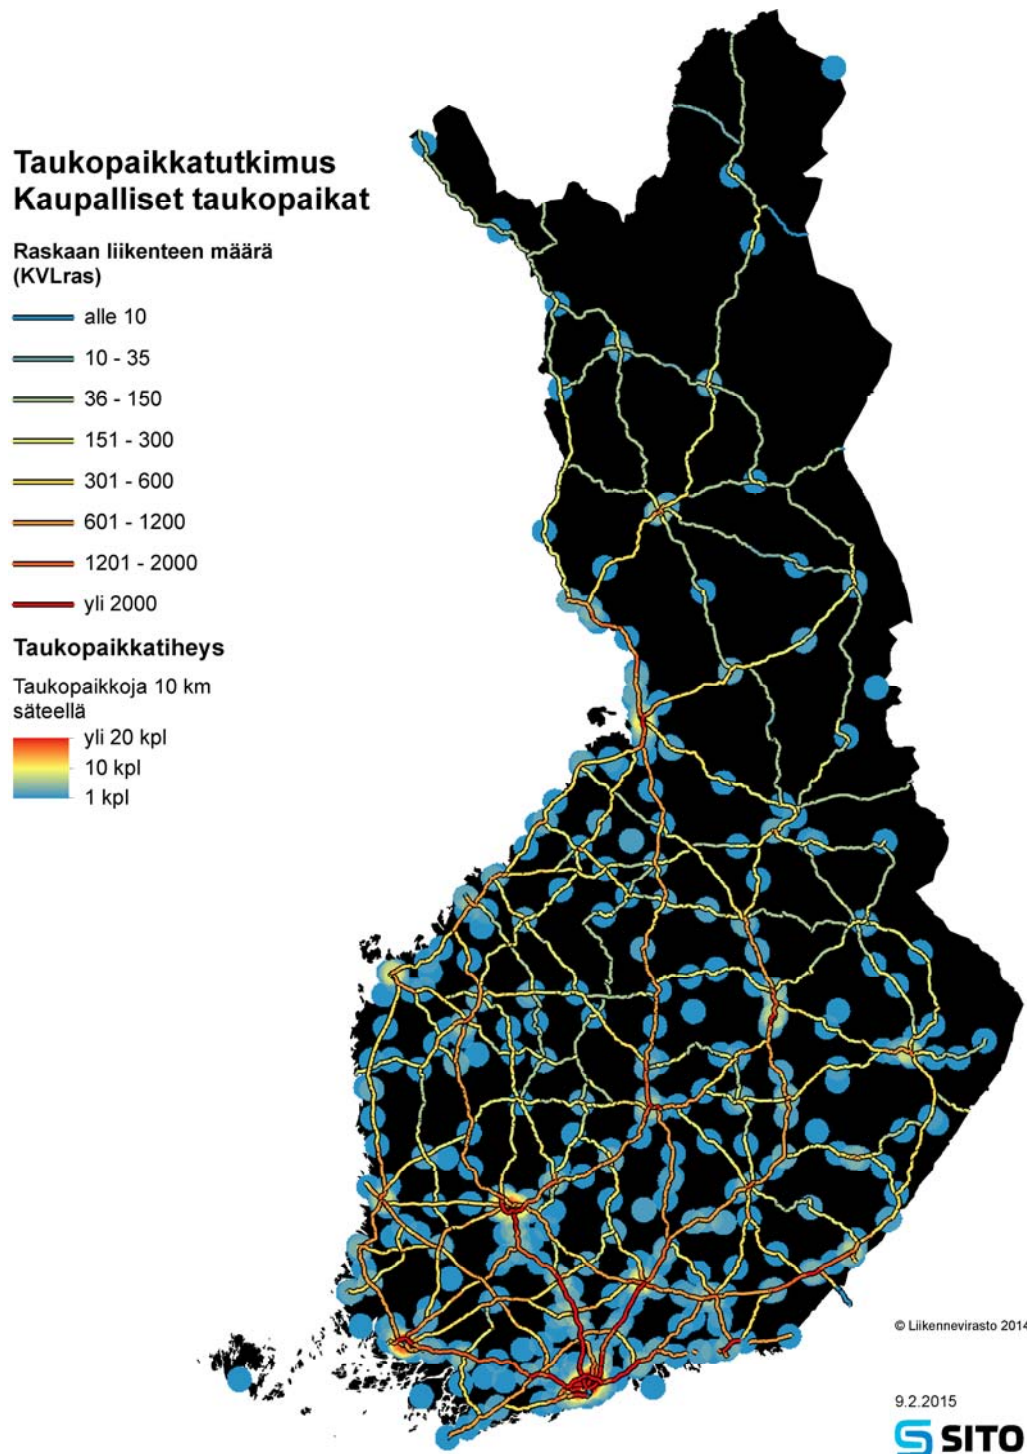 Taukopaikkatutkimus
Kaupalliset taukopaikat
Raskaan liikenteen määrä
(KVLras)
alle 10
10 - 35
36 - 150
151 - 300
301 - 600
601 - 1200
1201 - 2000
yli 2000
Taukopaikkatiheys
Taukopaikkoja 10 km
säteellä
yli 20 kpl
10 kpl
1 kpl
© Liikennevirasto 2014
9.2.2015
SITO